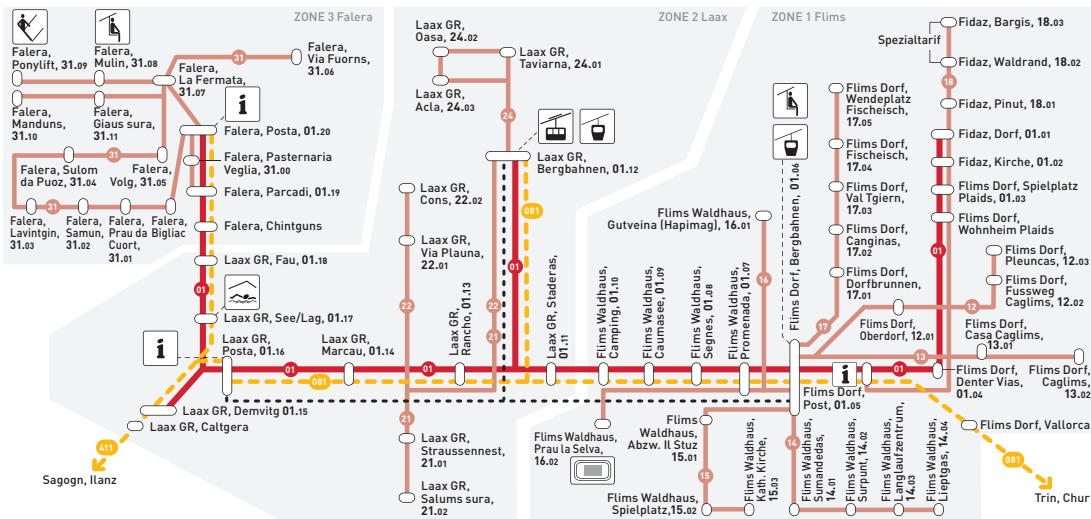 ZONE 3 Falera
ZONE 2 Laax
ZONE 1 Flims
Falera,
Ponylift, 31.09
Falera,
Mulin, 31.08
Falera,
La Fermata,
31.07
31
Falera,
Via Fuorns,
31.06
Falera,
Manduns,
31.10
Falera,
Giaus sura,
31.11
i
Falera, Posta, 01.20
31
Falera, Sulom
da Puoz, 31.04
Falera,
Volg, 31.05
Falera, Pasternaria
Veglia, 31.00
Falera, Parcadi, 01.19
31
Falera,
Lavintgin,
31.03
Falera,
Samun,
31.02
Falera,
Prau da
Cuort,
31.01
Falera,
Bigliac
Falera, Chintguns
Laax GR, Fau, 01.18
01
Laax GR, See/Lag, 01.17
i
Laax GR,
Posta, 01.16
Laax GR,
Marcau, 01.14
01
081
01
Laax GR, Demvitg 01.15
Laax GR, Caltgera
411
Sagogn, Ilanz
Laax GR,
Oasa, 24.02
Laax GR,
Taviarna, 24.01
Laax GR,
Acla, 24.03
24
Laax GR,
Bergbahnen, 01.12
Laax GR,
Cons, 22.02
Laax GR,
Via Plauna,
22.01
22
22
21
081
01
Laax GR,
Rancho, 01.13
Laax GR, Staderas,
01.11
21
Laax GR,
Straussennest,
21.01
Laax GR,
Salums sura,
21.02
Flims Waldhaus,
Gutveina (Hapimag), 16.01
16
Flims Waldhaus,
Camping, 01.10
Flims Waldhaus,
Caumasee, 01.09
Flims Waldhaus,
Segnes, 01.08
Flims Waldhaus,
Promenada, 01.07
Flims Dorf, Bergbahnen, 01.06
Flims Waldhaus,
Prau la Selva,
16.02
Flims
Waldhaus,
Abzw. Il Stuz
15.01
15
Flims Waldhaus,
Spielplatz, 15.02
Flims Waldhaus,
Kath. Kirche,
15.03
14
Flims Waldhaus,
Sumandedas,
14.01
Flims Waldhaus,
Surpunt, 14.02
Flims Waldhaus,
Langlaufzentrum,
14.03
Flims Waldhaus,
Lieptgas, 14.04
Flims Dorf,
Post, 01.05
i
01
Flims Dorf,
Wendeplatz
Fischeisch,
17.05
Flims Dorf,
Fischeisch,
17.04
Flims Dorf,
Val Tgiern,
17.03
Flims Dorf,
Canginas,
17.02
Flims Dorf,
Dorfbrunnen,
17.01
17
Fidaz, Bargis, 18.03
Spezialtarif
Fidaz, Waldrand, 18.02
18
Fidaz, Pinut, 18.01
Fidaz, Dorf, 01.01
Fidaz, Kirche, 01.02
Flims Dorf, Spielplatz
Plaids, 01.03
Flims Dorf,
Wohnheim Plaids
01
Flims Dorf,
Pleuncas, 12.03
Flims Dorf,
Fussweg
Caglims, 12.02
12
Flims Dorf,
Oberdorf, 12.01
Flims Dorf,
Casa Caglims,
13.01
13
Flims Dorf,
Denter Vias,
01.04
Flims Dorf,
Caglims,
13.02
Flims Dorf, Vallorca
081
Trin, Chur